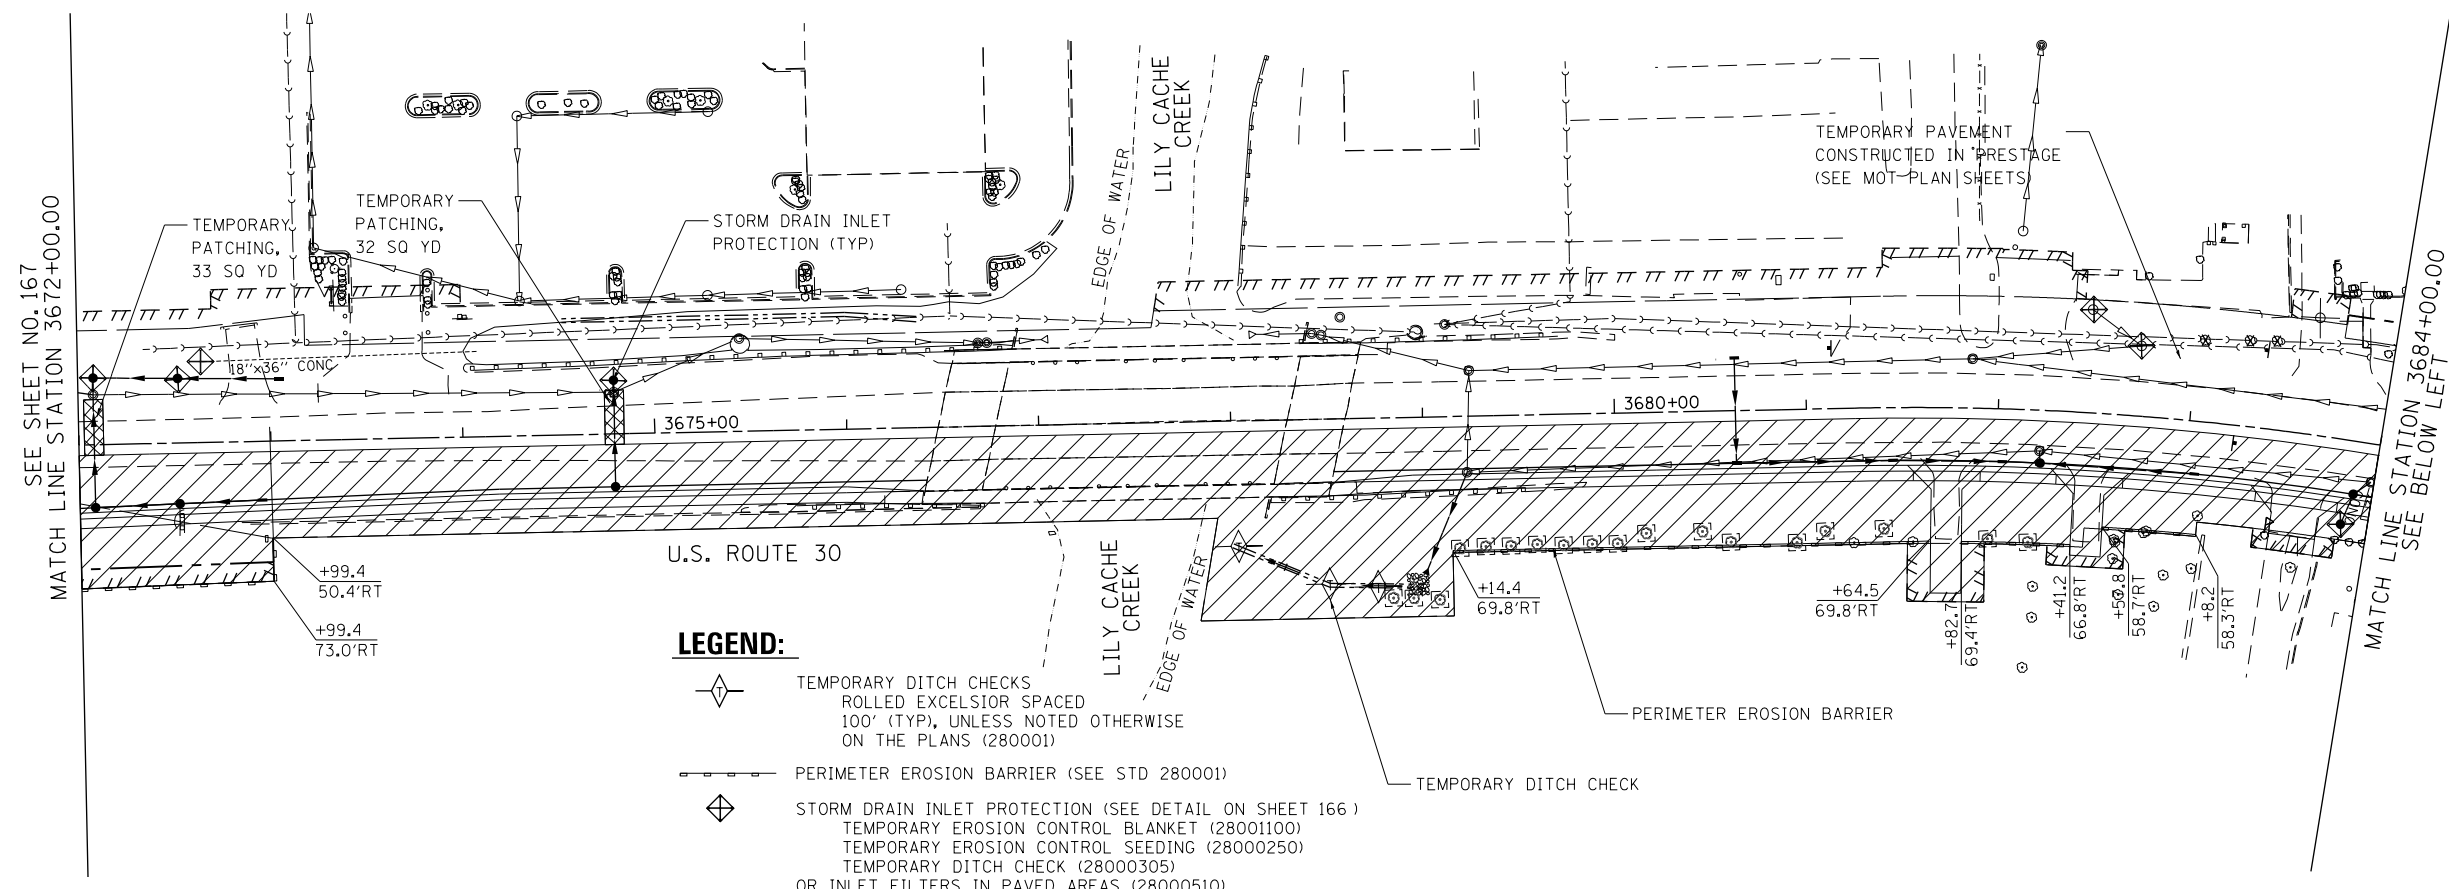 SEE SHEET NO. 167
MATCH LINE STATION 3672+00.00
TEMPORARY
PATCHING,
33 SQ YD
TEMPORARY
PATCHING,
32 SQ YD
STORM DRAIN INLET
PROTECTION (TYP)
EDGE OF WATER
LILY CACHE
CREEK
TEMPORARY PAVEMENT
CONSTRUCTED IN PRESTAGE
(SEE MOT PLAN SHEETS)
18"x36" CONC
3675+00
3680+00
MATCH LINE STATION 3684+00.00
SEE BELOW LEFT
U.S. ROUTE 30
+99.4
50.4'RT
+99.4
73.0'RT
LILY CACHE
CREEK
EDGE OF WATER
+14.4
69.8'RT
+64.5
69.8'RT
+82.7
69.4'RT
+41.2
66.8'RT
58.7'RT
+8.2
58.3'RT
PERIMETER EROSION BARRIER
TEMPORARY DITCH CHECK
LEGEND:
T
TEMPORARY DITCH CHECKS
ROLLED EXCELSIOR SPACED
100' (TYP), UNLESS NOTED OTHERWISE
ON THE PLANS (280001)
PERIMETER EROSION BARRIER (SEE STD 280001)
STORM DRAIN INLET PROTECTION (SEE DETAIL ON SHEET 166 )
TEMPORARY EROSION CONTROL BLANKET (28001100)
TEMPORARY EROSION CONTROL SEEDING (28000250)
TEMPORARY DITCH CHECK (28000305)
OR INLET FILTERS IN PAVED AREAS (28000510)